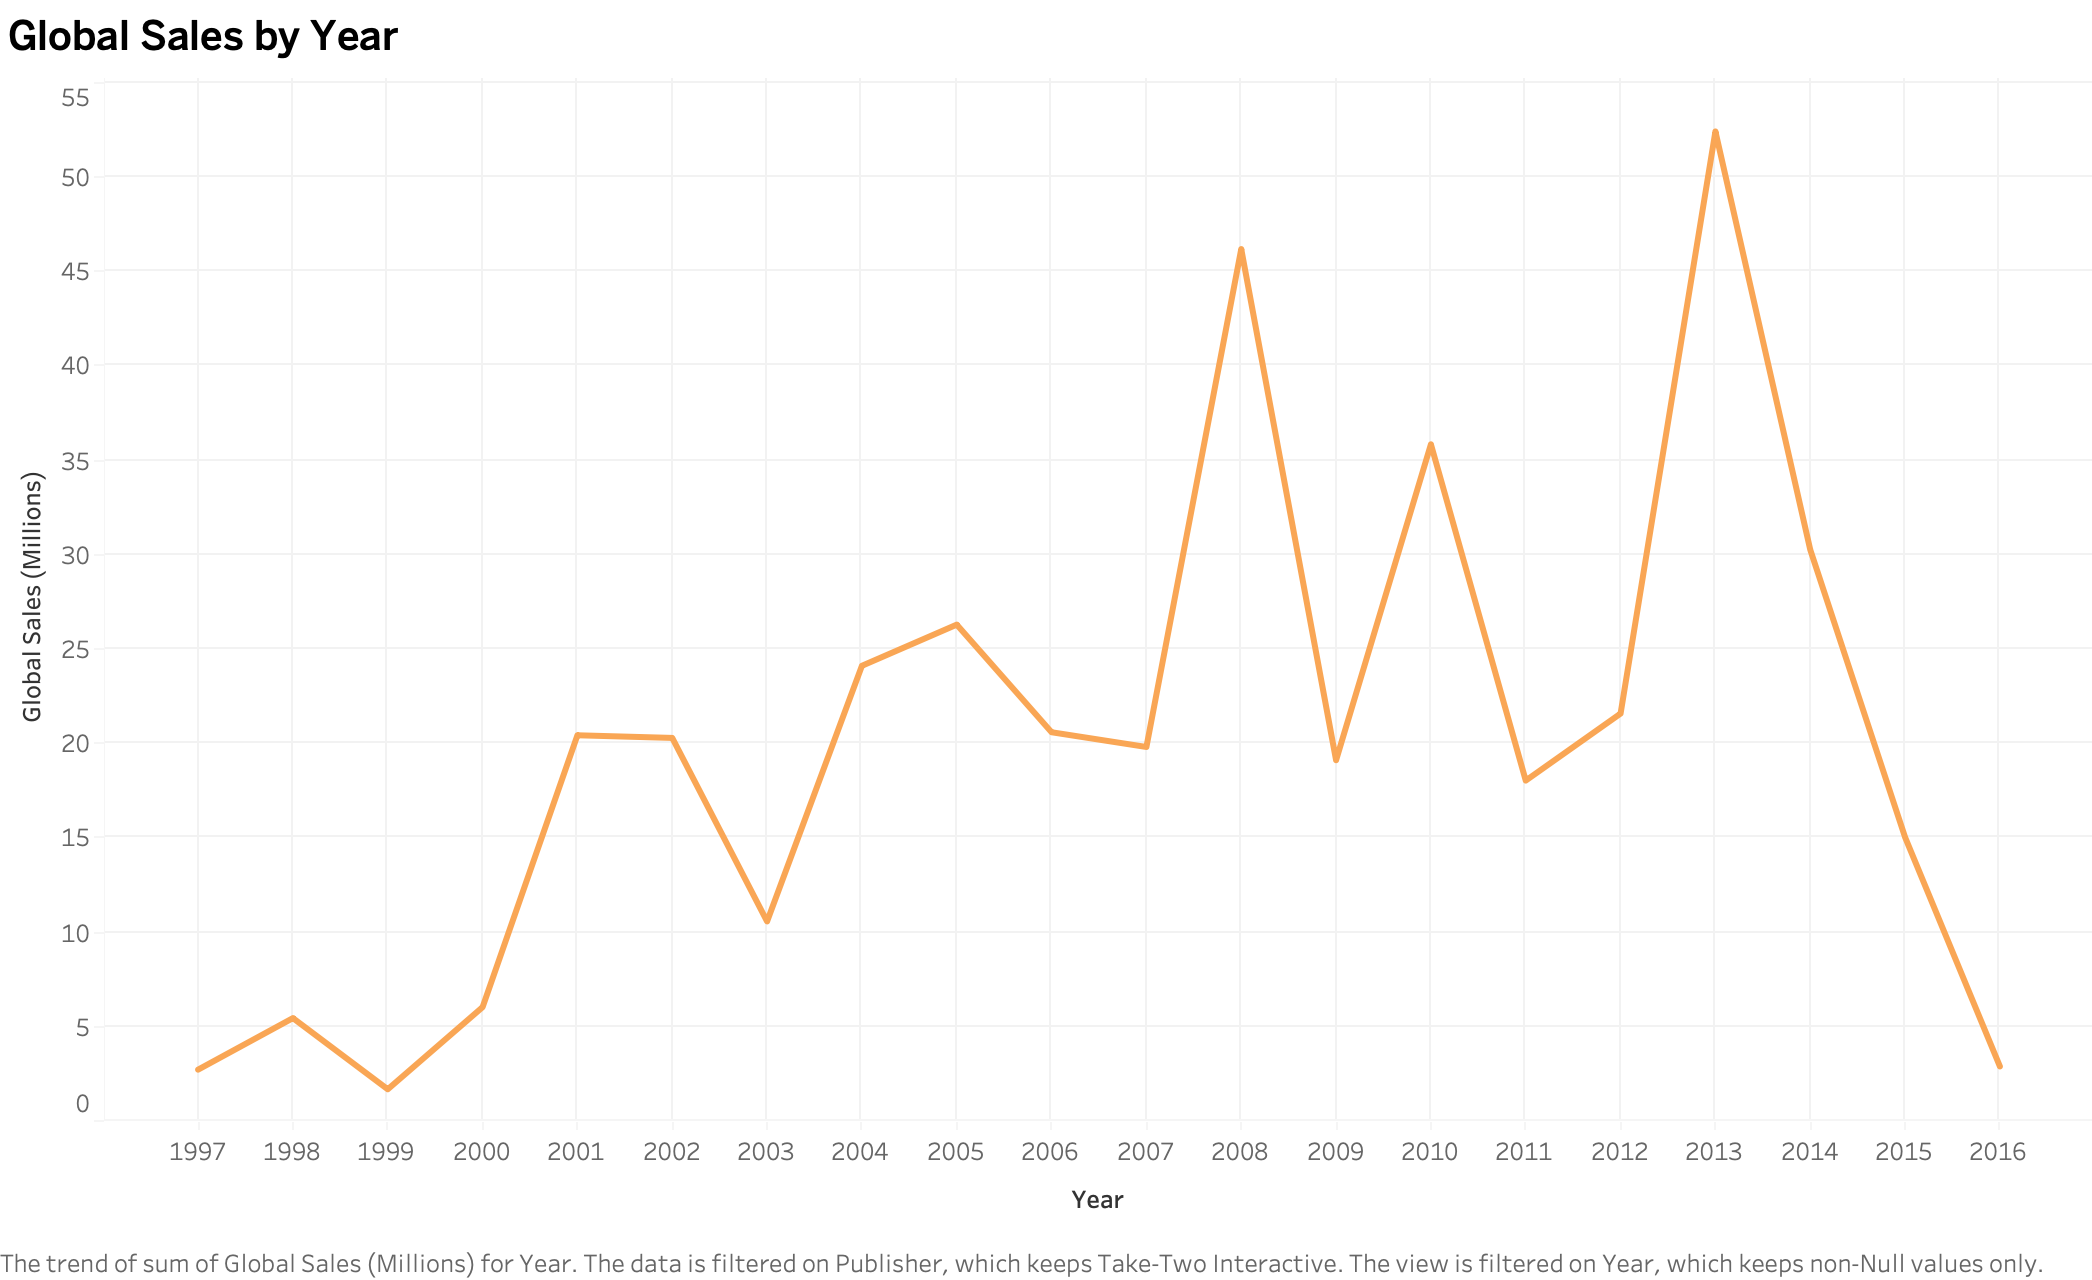 Global Sales by Year
55
50
45
40
35
30
25
20
15
10
5
0
Global Sales (Millions)
1997 1998 1999 2000 2001 2002 2003 2004 2005 2006 2007 2008 2009 2010 2011 2012 2013 2014 2015 2016
Year
The trend of sum of Global Sales (Millions) for Year. The data is filtered on Publisher, which keeps Take-Two Interactive. The view is filtered on Year, which keeps non-Null values only.